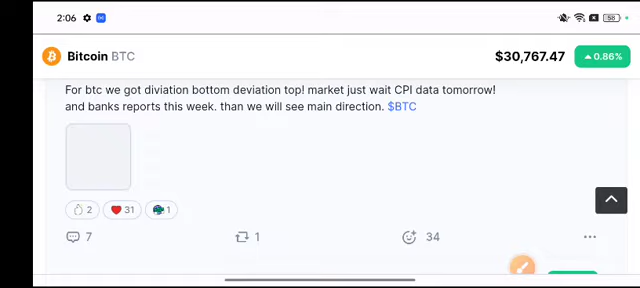 2:06
Bitcoin BTC $30,767.47 0.86%
For btc we got diviation bottom deviation top! market just wait CPI data tomorrow!
and banks reports this week. than we will see main direction. $BTC
2 31 1
7 1 34